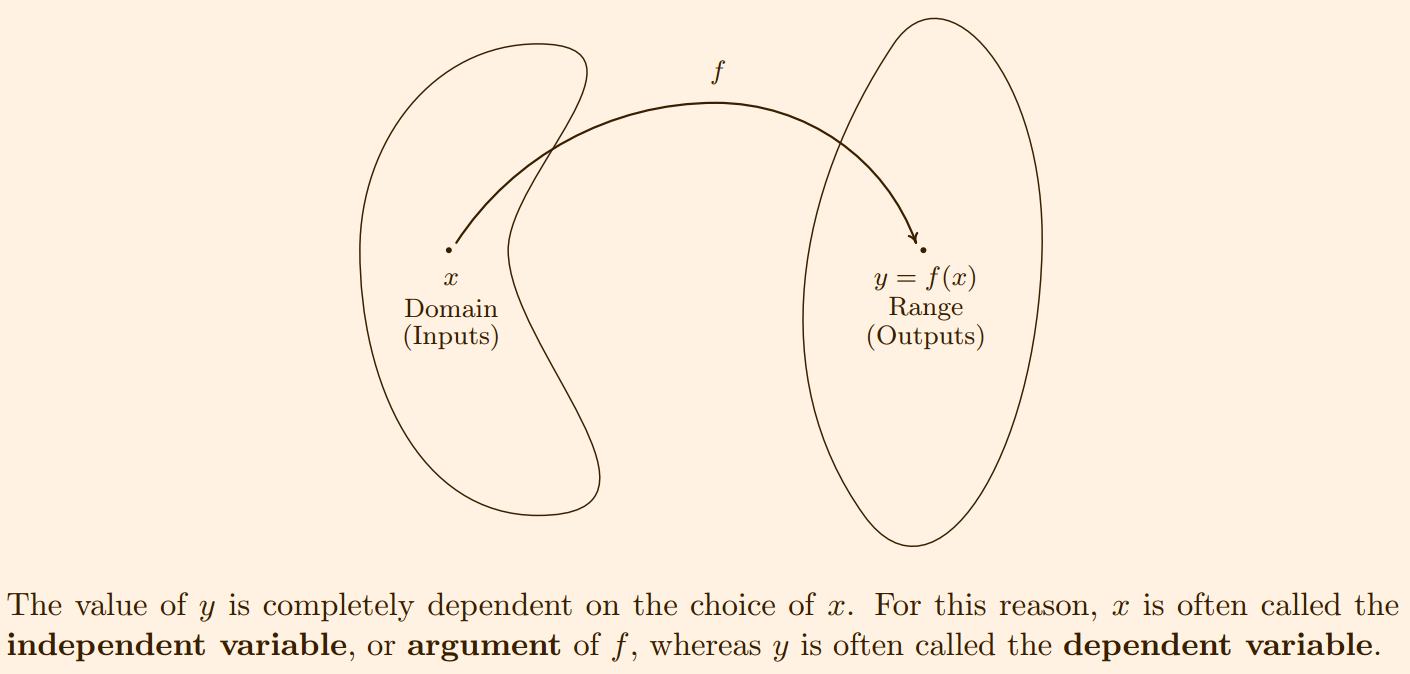 f
x
Domain
(Inputs)
y = f(x)
Range
(Outputs)
The value of y is completely dependent on the choice of x. For this reason, x is often called the
independent variable, or argument of f, whereas y is often called the dependent variable.